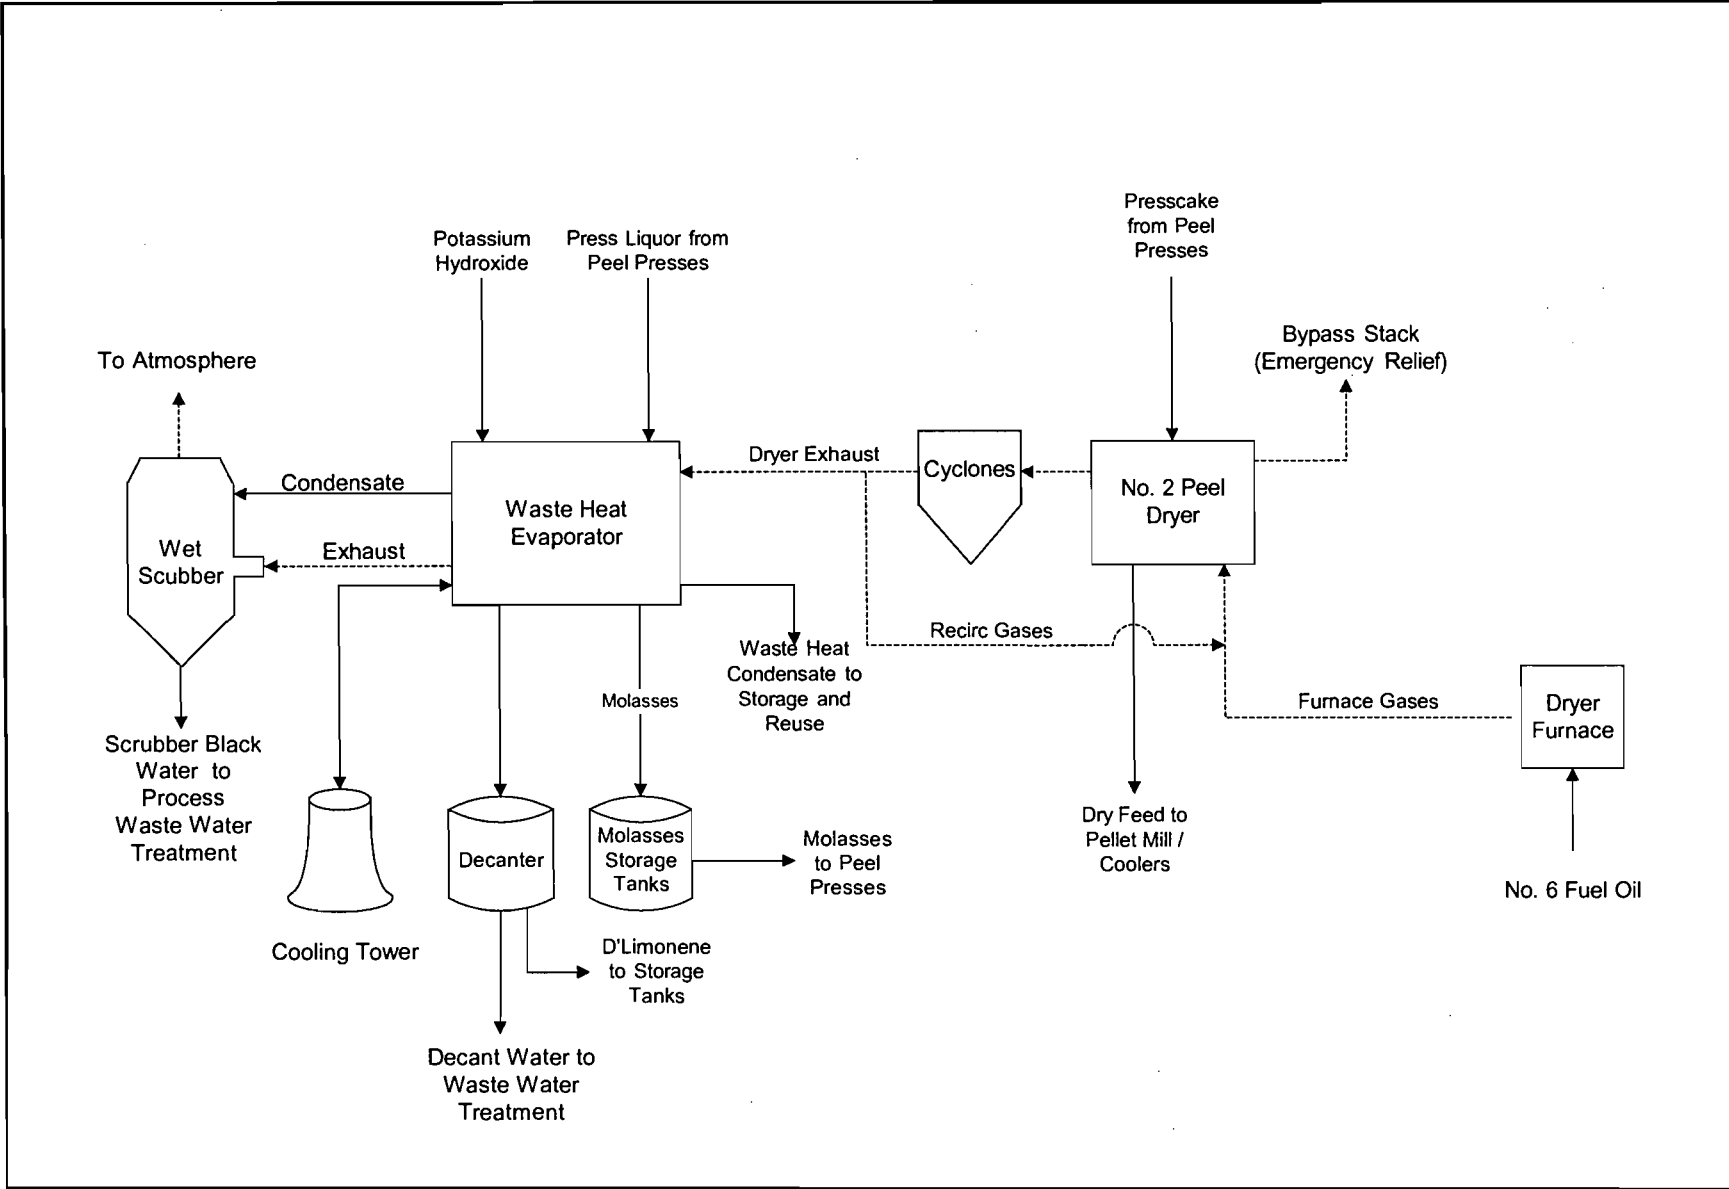 Presscake
from Peel
Presses
Potassium
Hydroxide
Press Liquor from
Peel Presses
Bypass Stack
(Emergency Relief)
To Atmosphere
Dryer Exhaust
Cyclones
No. 2 Peel
Dryer
Condensate
Waste Heat
Evaporator
Exhaust
Wet
Scubber
Recirc Gases
Waste Heat
Condensate to
Storage and
Reuse
Molasses
Furnace Gases
Dryer
Furnace
Scrubber Black
Water to
Process
Waste Water
Treatment
Dry Feed to
Pellet Mill /
Coolers
Decanter
Molasses
Storage
Tanks
Molasses
to Peel
Presses
No. 6 Fuel Oil
Cooling Tower
D'Limonene
to Storage
Tanks
Decant Water to
Waste Water
Treatment